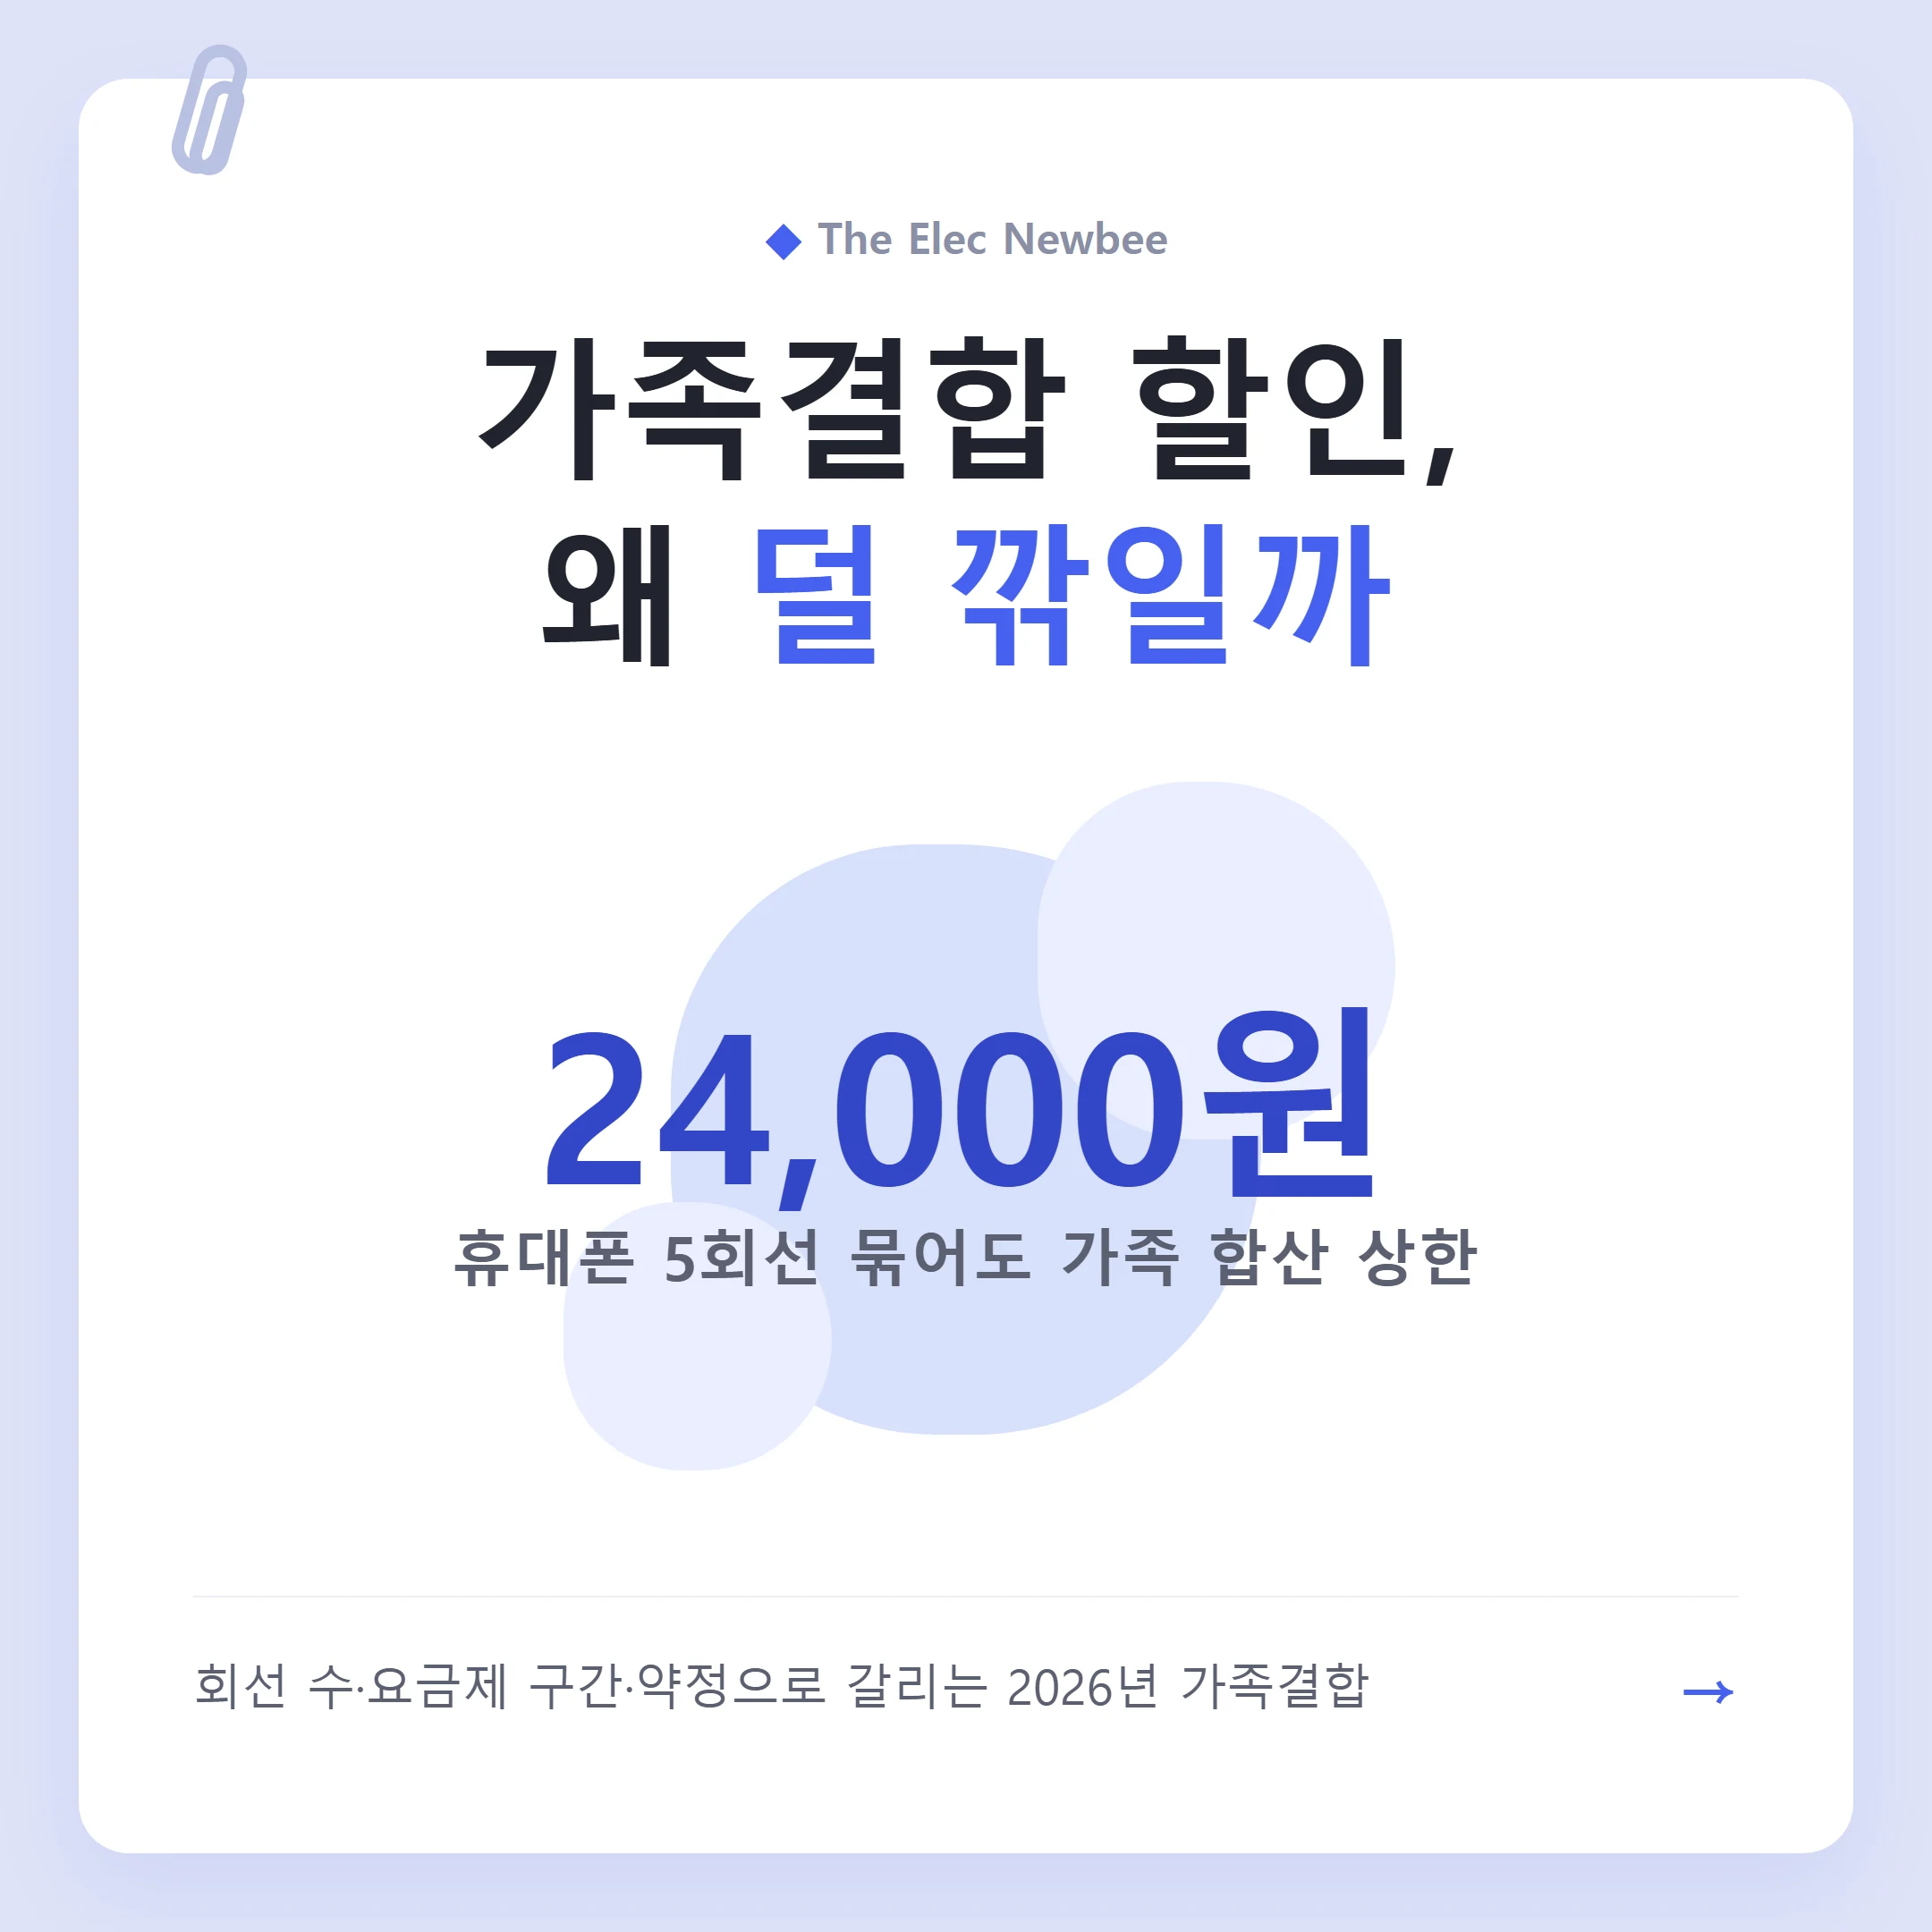 The Elec Newbee
가족결합 할인,
왜 덜 깎일까
24,000원
휴대폰 5회선 묶어도 가족 합산 상한
회선 수·요금제 구간·약정으로 갈리는 2026년 가족결합 →